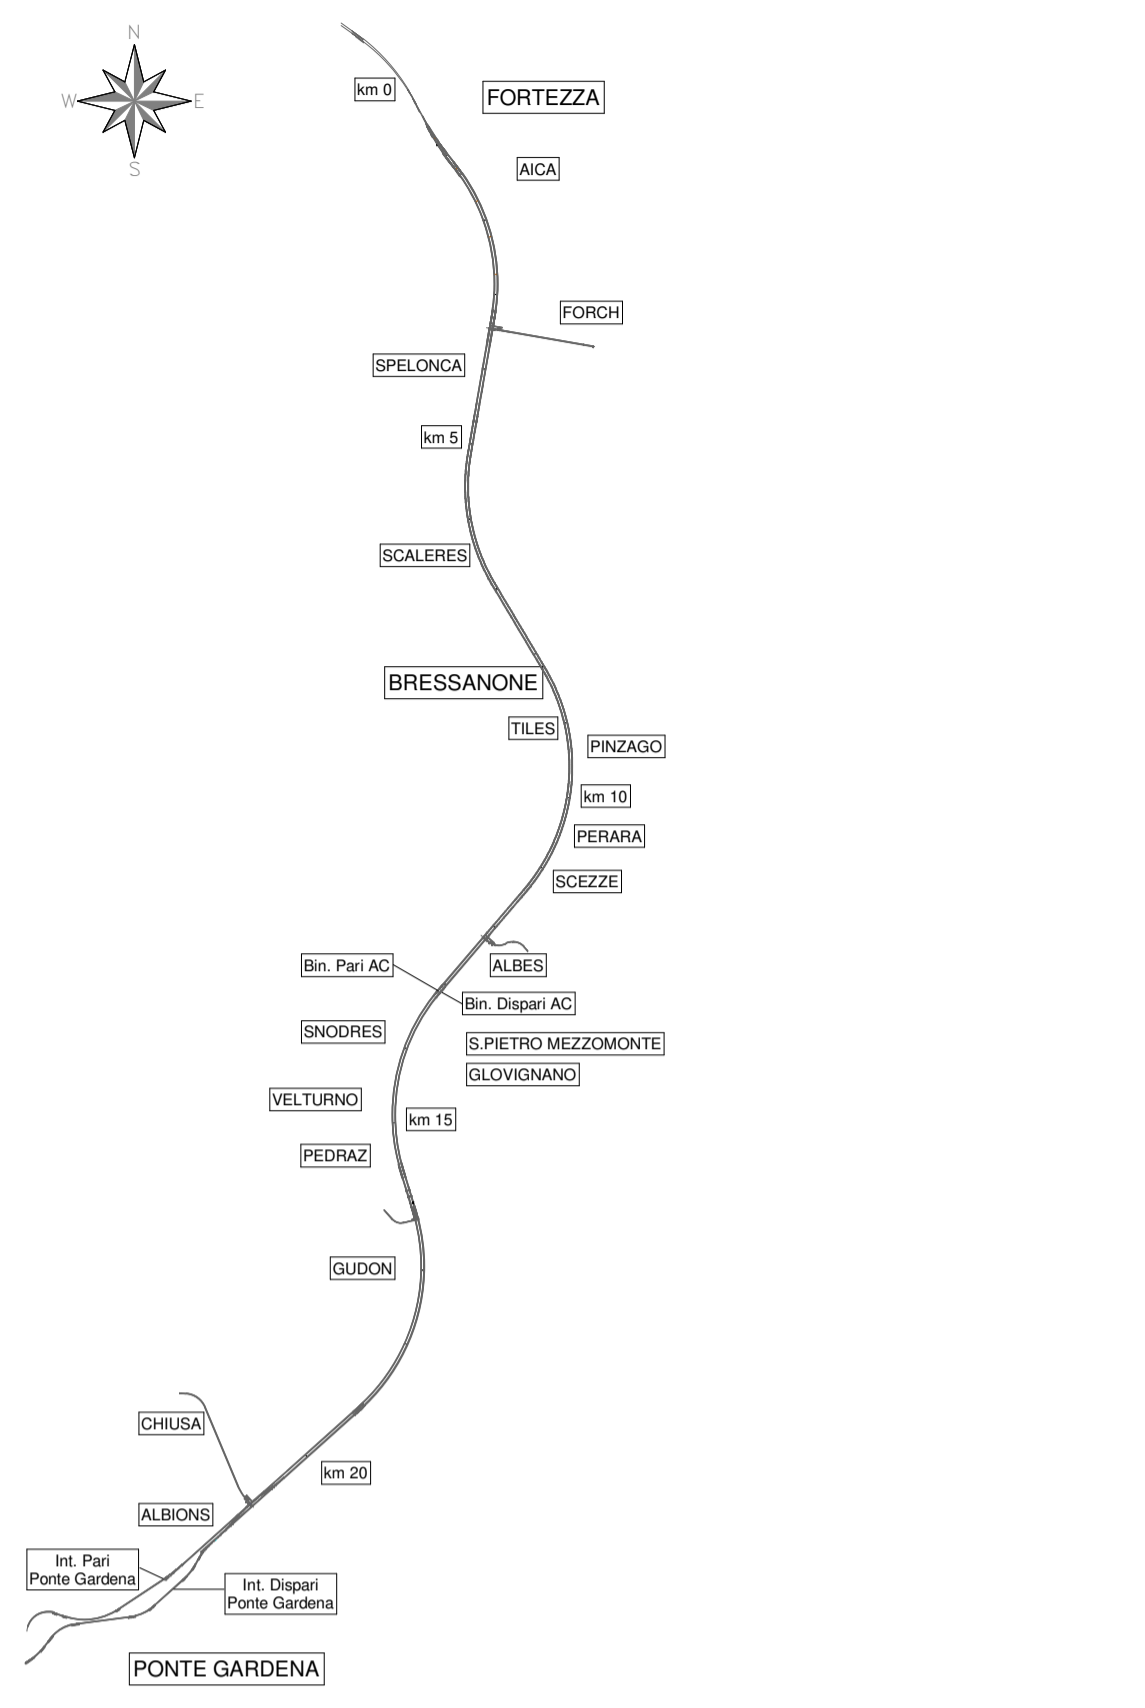 N
W E
S
km 0
FORTEZZA
AICA
FORCH
SPELONCA
km 5
SCALERES
BRESSANONE
TILES
PINZAGO
km 10
PERARA
SCEZZE
Bin. Pari AC
ALBES
Bin. Dispari AC
SNODRES
S.PIETRO MEZZOMONTE
GLOVIGNANO
VELTURNO
km 15
PEDRAZ
GUDON
CHIUSA
km 20
ALBIONS
Int. Pari
Ponte Gardena
Int. Dispari
Ponte Gardena
PONTE GARDENA